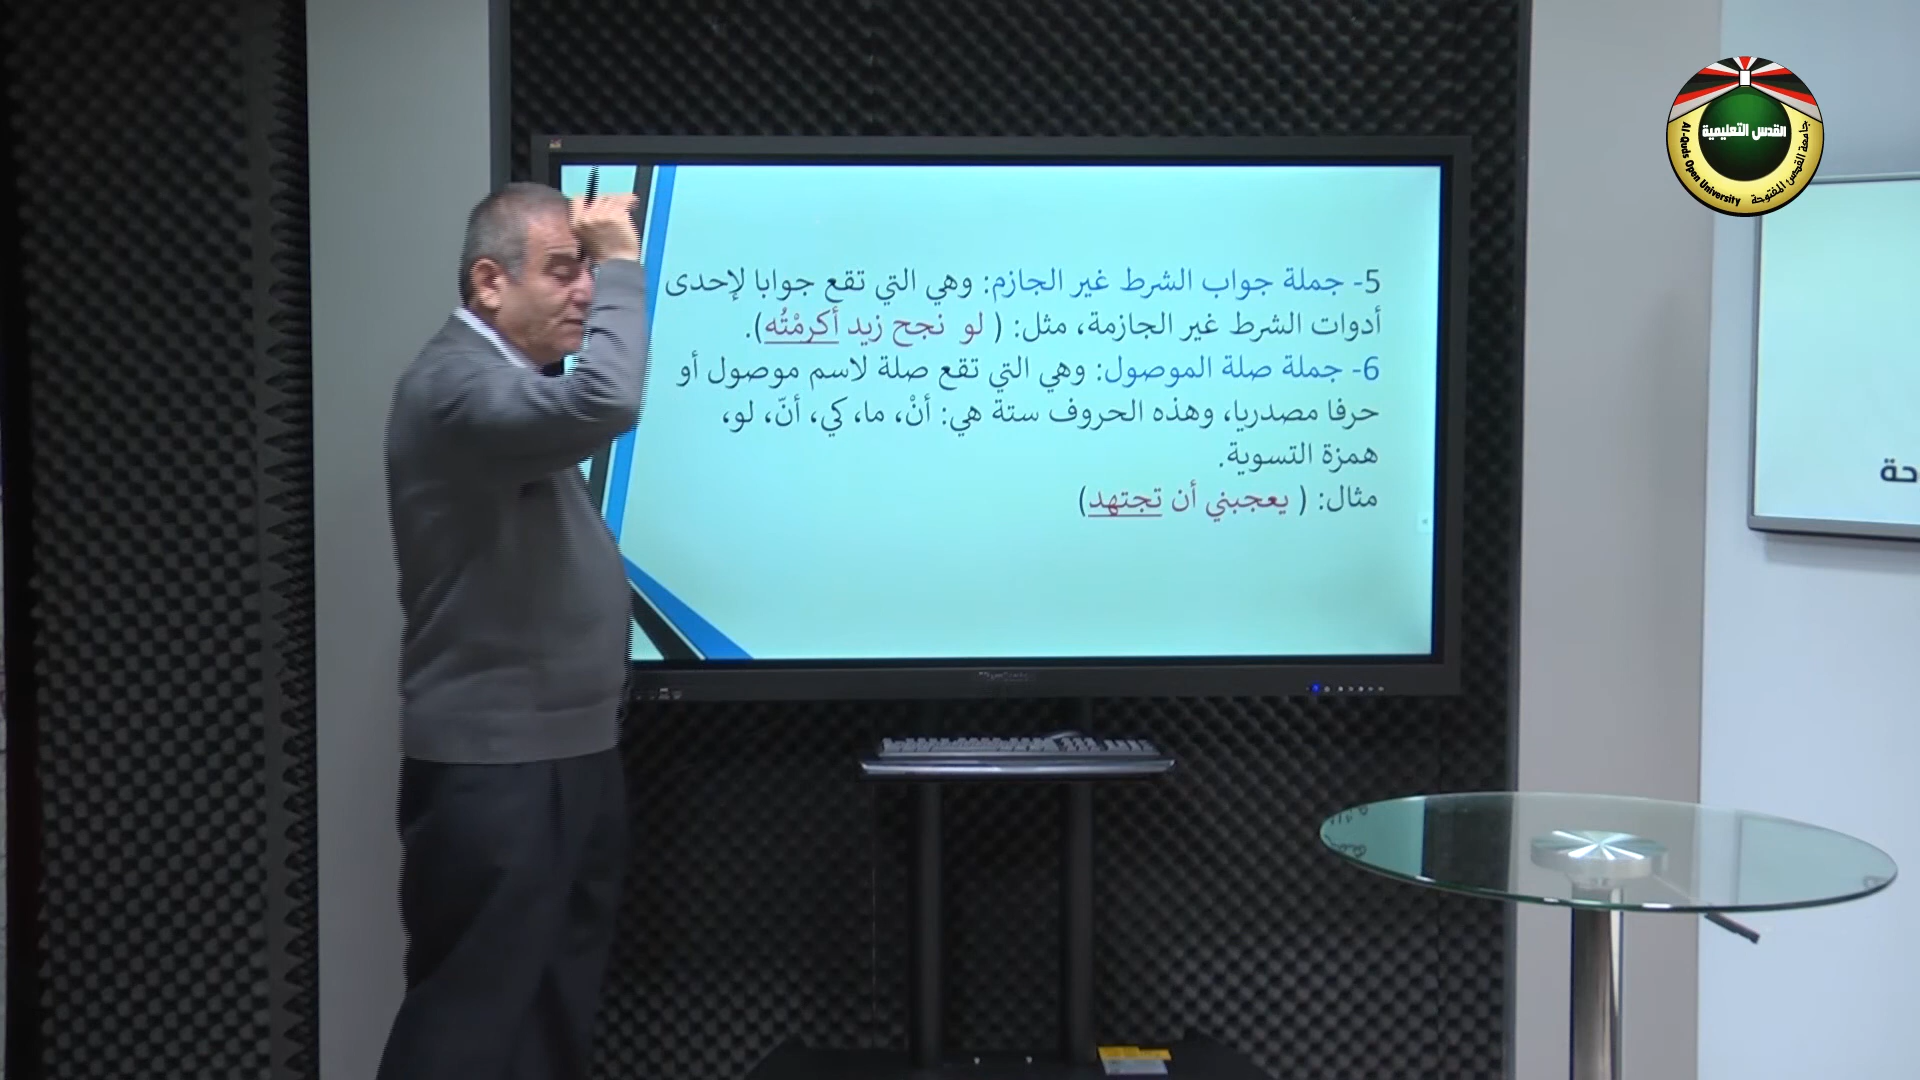 القدس التعليمية
Al-Quds Open University
جامعة القدس المفتوحة
5- جملة جواب الشرط غير الجازم: وهي التي تقع جوابا لإحدى
أدوات الشرط غير الجازمة، مثل: ( لو نجح زيد أكرمْتُه).
6- جملة صلة الموصول: وهي التي تقع صلة لاسم موصول أو
حرفا مصدريا، وهذه الحروف ستة هي: أنْ، ما، كي، أنّ، لو،
همزة التسوية.
مثال: ( يعجبني أن تجتهد)
حة